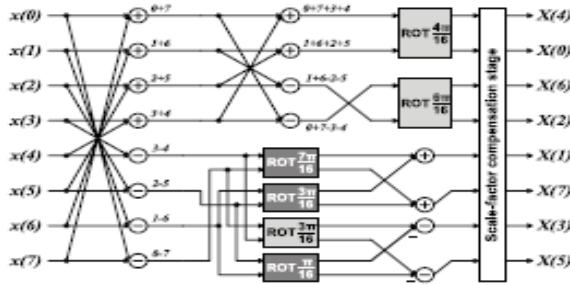 x(0) 0+7 0+7+3+4 ROT 4π/16 X(4)
x(1) 1+6 1+6+2+5 X(0)
x(2) 2+5 1+6-2-5 ROT 6π/16 X(6)
x(3) 3+4 0+7-3-4 X(2)
x(4) 3-4 ROT 7π/16 X(1)
x(5) 2-5 ROT 3π/16 X(7)
x(6) 1-6 ROT 3π/16 X(3)
x(7) 0-7 ROT π/16 X(5)
Scale-factor compensation stage